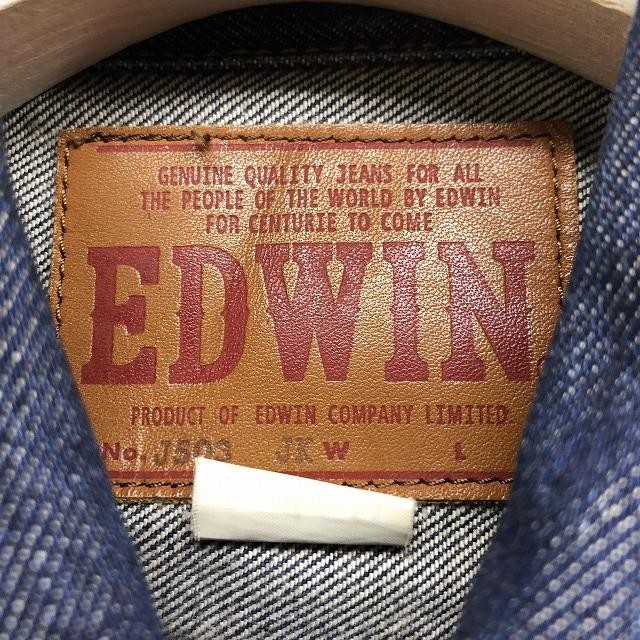 GENUINE QUALITY JEANS FOR ALL
THE PEOPLE OF THE WORLD BY EDWIN
FOR CENTURIE TO COME
EDWIN
PRODUCT OF EDWIN COMPANY LIMITED.
No. J503 JK W L